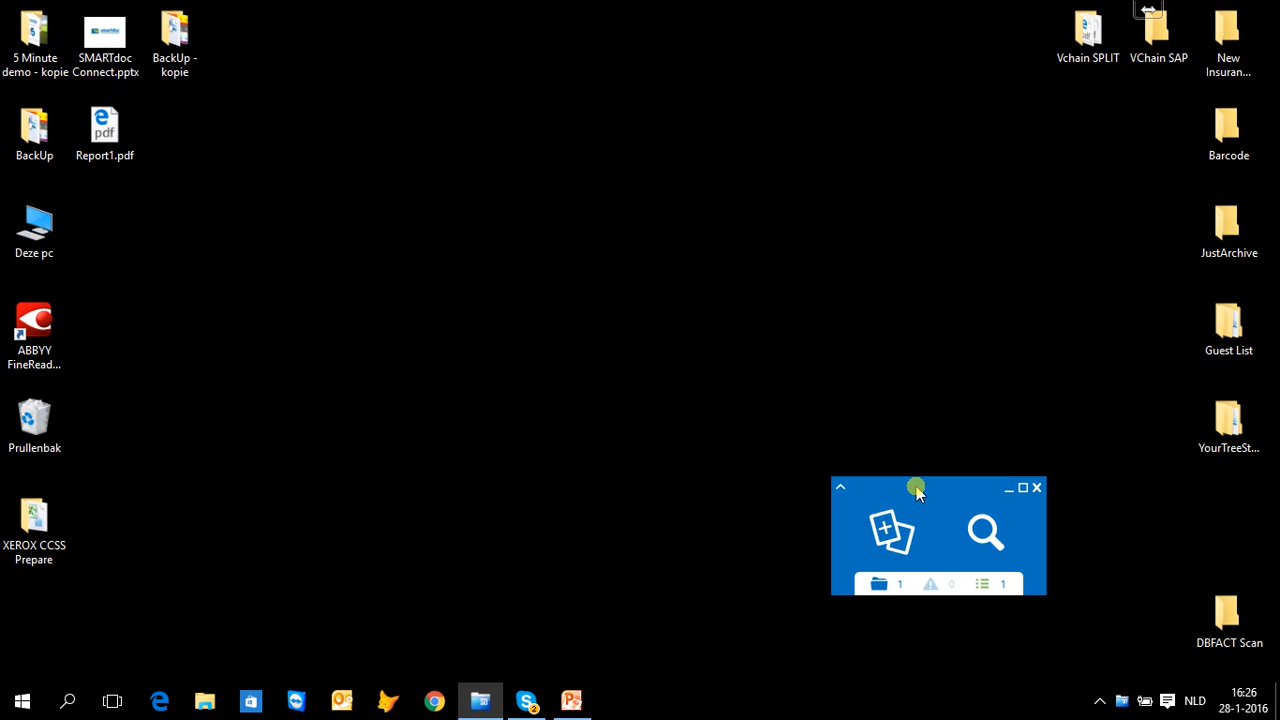 5 Minute
demo - kopie
SMARTdoc
Connect.pptx
BackUp -
kopie
Vchain SPLIT
VChain SAP
New
Insuran...
BackUp
pdf
Report1.pdf
Barcode
Deze pc
JustArchive
ABBYY
FineRead...
Guest List
Prullenbak
YourTreeSt...
XEROX CCSS
Prepare
1 0 1
DBFACT Scan
2
NLD
16:26
28-1-2016